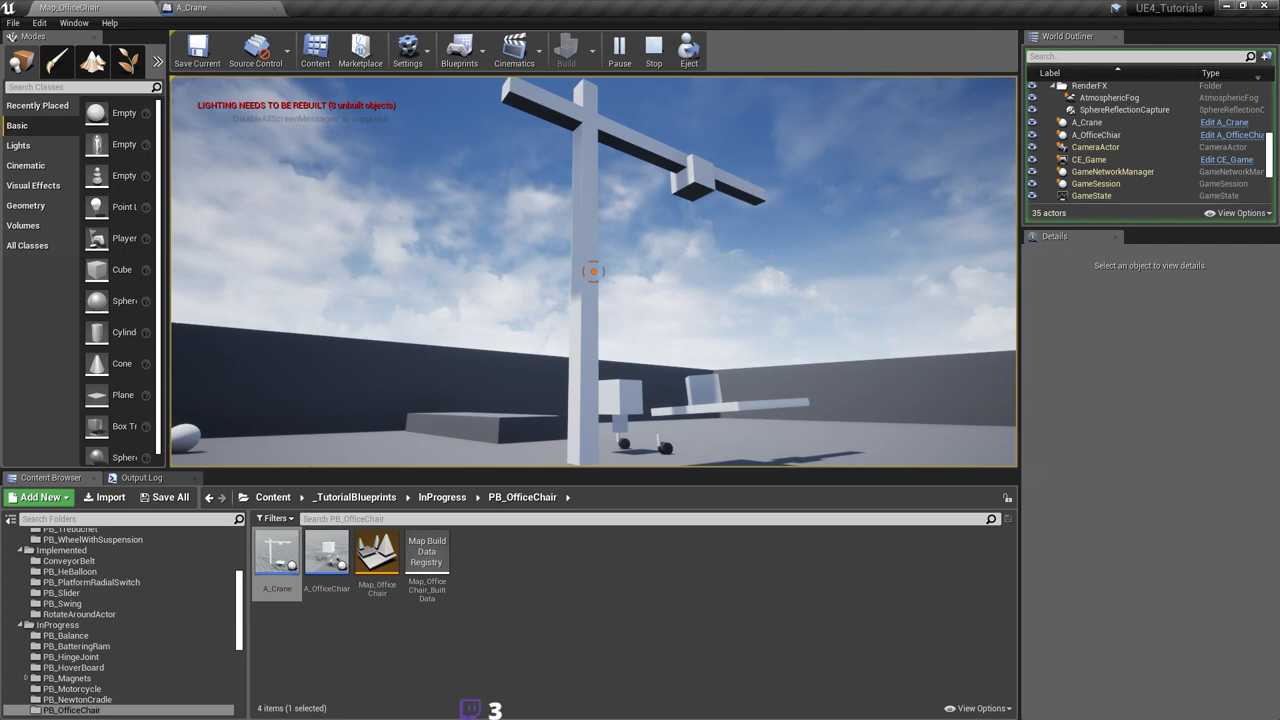 Map_OfficeChair
A_Crane
UE4_Tutorials
File
Edit
Window
Help
Modes
World Outliner
Save Current
Source Control
Content
Marketplace
Settings
Blueprints
Cinematics
Build
Pause
Stop
Eject
Search...
Label
Type
Search Classes
RenderFX
Folder
AtmosphericFog
AtmosphericFog
SphereReflectionCapture
SphereReflectionC
A_Crane
Edit A_Crane
A_OfficeChiar
Edit A_OfficeChia
CameraActor
CameraActor
CE_Game
Edit CE_Game
GameNetworkManager
GameNetworkMan
GameSession
GameSession
GameState
GameState
35 actors
View Options
Recently Placed
Basic
Lights
Cinematic
Visual Effects
Geometry
Volumes
All Classes
Empty
Empty
Empty
Point L
Player
Cube
Sphere
Cylind
Cone
Plane
Box Tr
Sphere
LIGHTING NEEDS TO BE REBUILT (8 unbuilt objects)
'DisableAllScreenMessages' to suppress
Details
Select an object to view details
Content Browser
Output Log
Add New
Import
Save All
Content
_TutorialBlueprints
InProgress
PB_OfficeChair
Search Folders
Filters
Search PB_OfficeChair
PB_Trebuchet
PB_WheelWithSuspension
Implemented
ConveyorBelt
PB_HeBalloon
PB_PlatformRadialSwitch
PB_Slider
PB_Swing
RotateAroundActor
InProgress
PB_Balance
PB_BatteringRam
PB_HingeJoint
PB_HoverBoard
PB_Magnets
PB_Motorcycle
PB_NewtonCradle
PB_OfficeChair
A_Crane
A_OfficeChiar
Map_Office
Chair
Map Build
Data
Registry
Map_Office
Chair_Built
Data
4 items (1 selected)
View Options
3